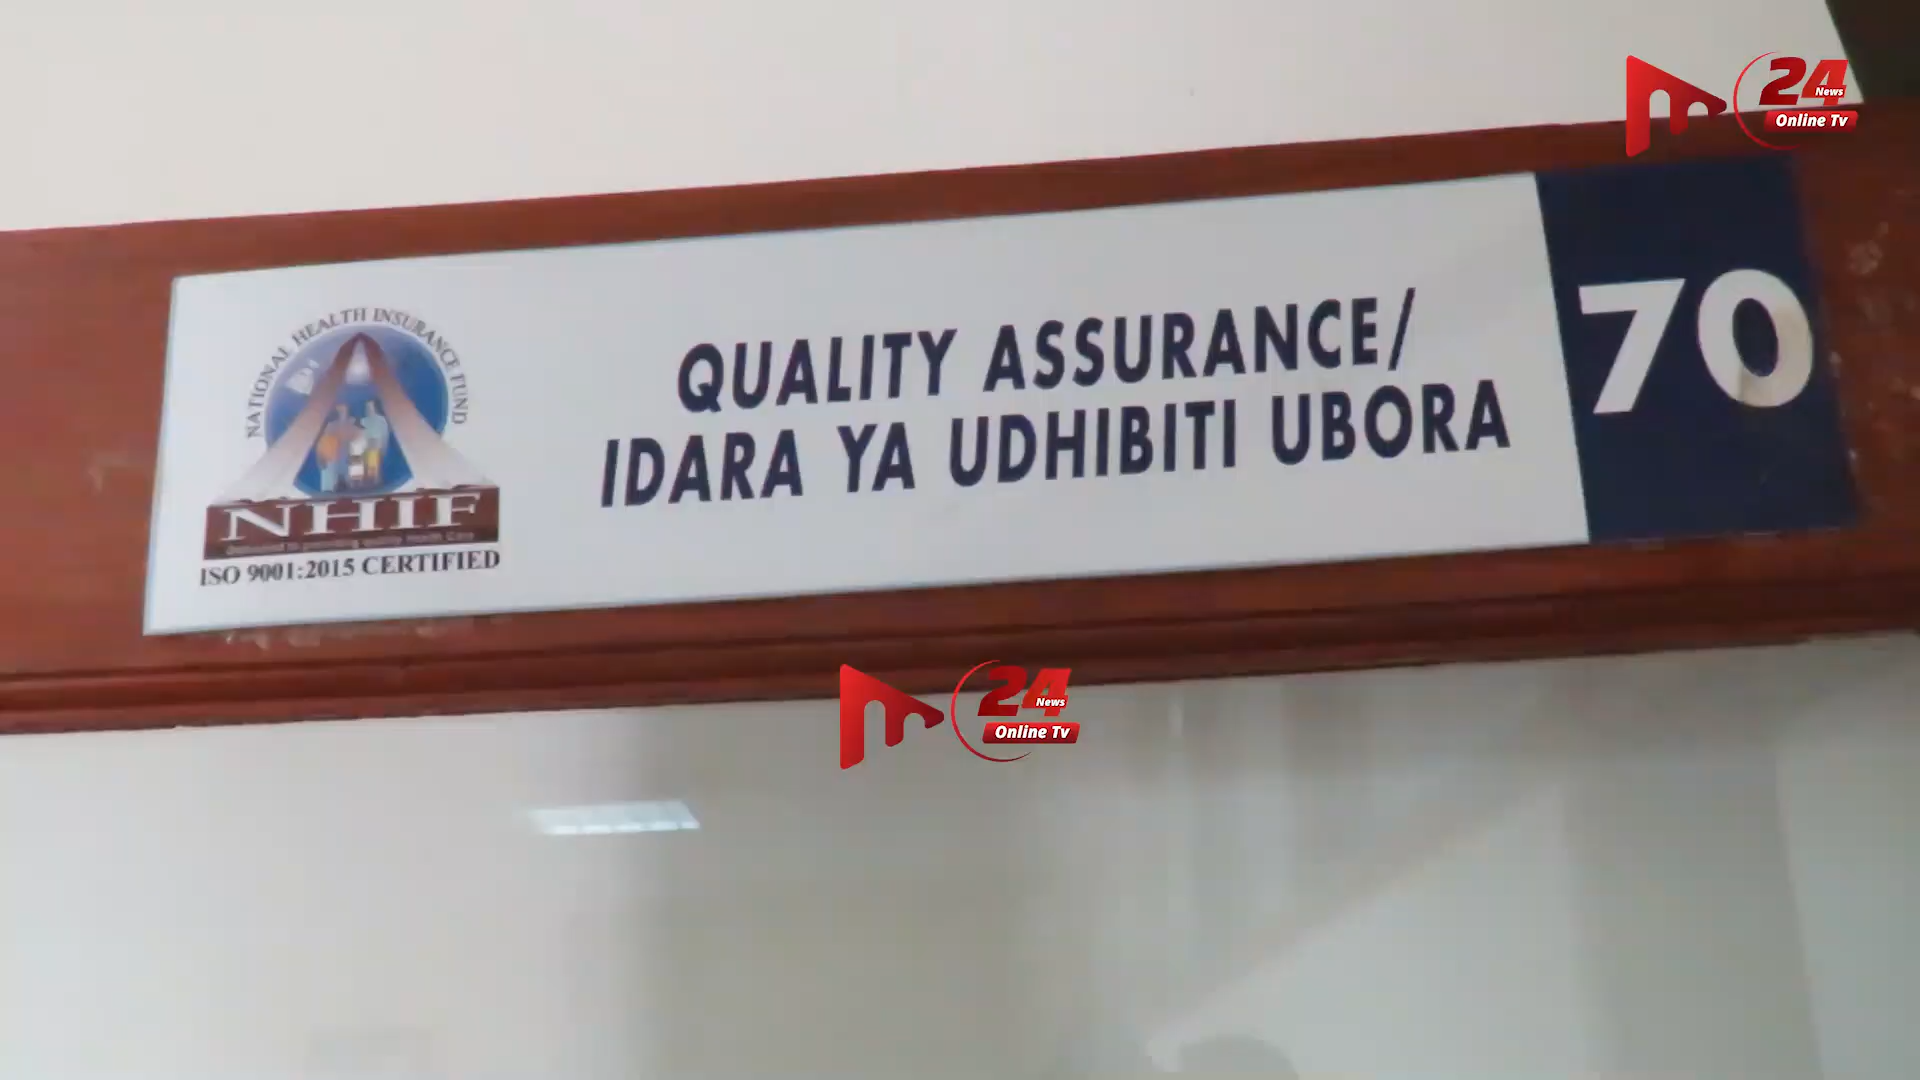 24
News
Online Tv
NATIONAL HEALTH INSURANCE FUND
NHIF
ISO 9001:2015 CERTIFIED
QUALITY ASSURANCE/
IDARA YA UDHIBITI UBORA
70
24
News
Online Tv